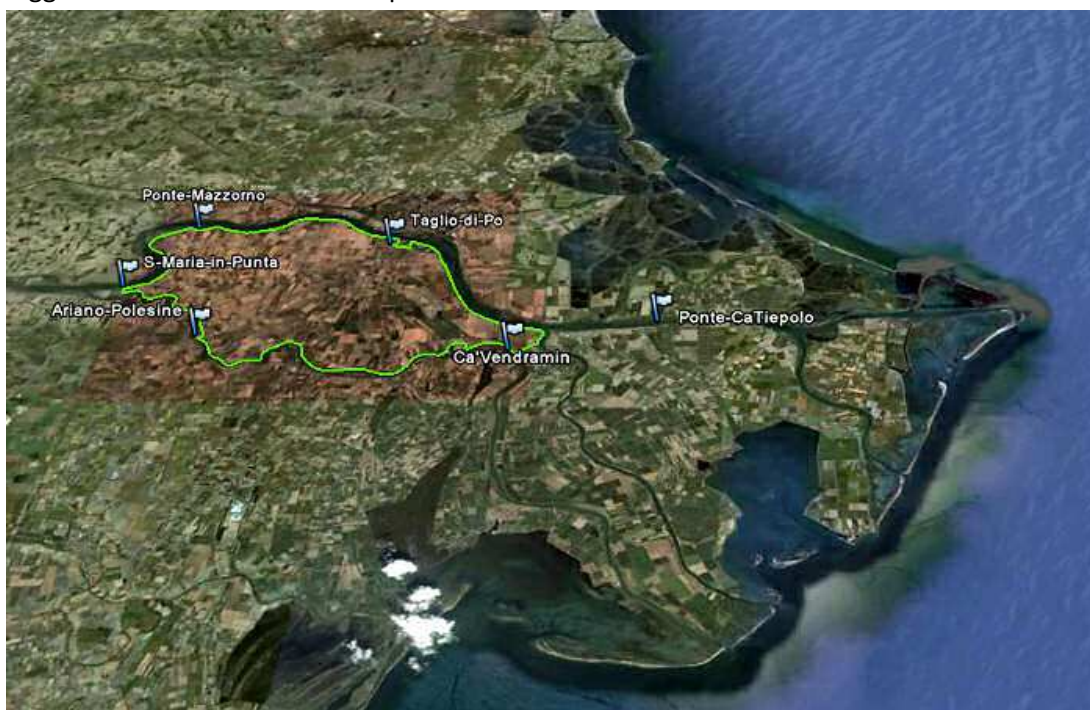 Ponte-Mazzorno
Taglio-di-Po
S-Maria-in-Punta
Ariano-Polesine
Ponte-CaTiepolo
Ca'Vendramin